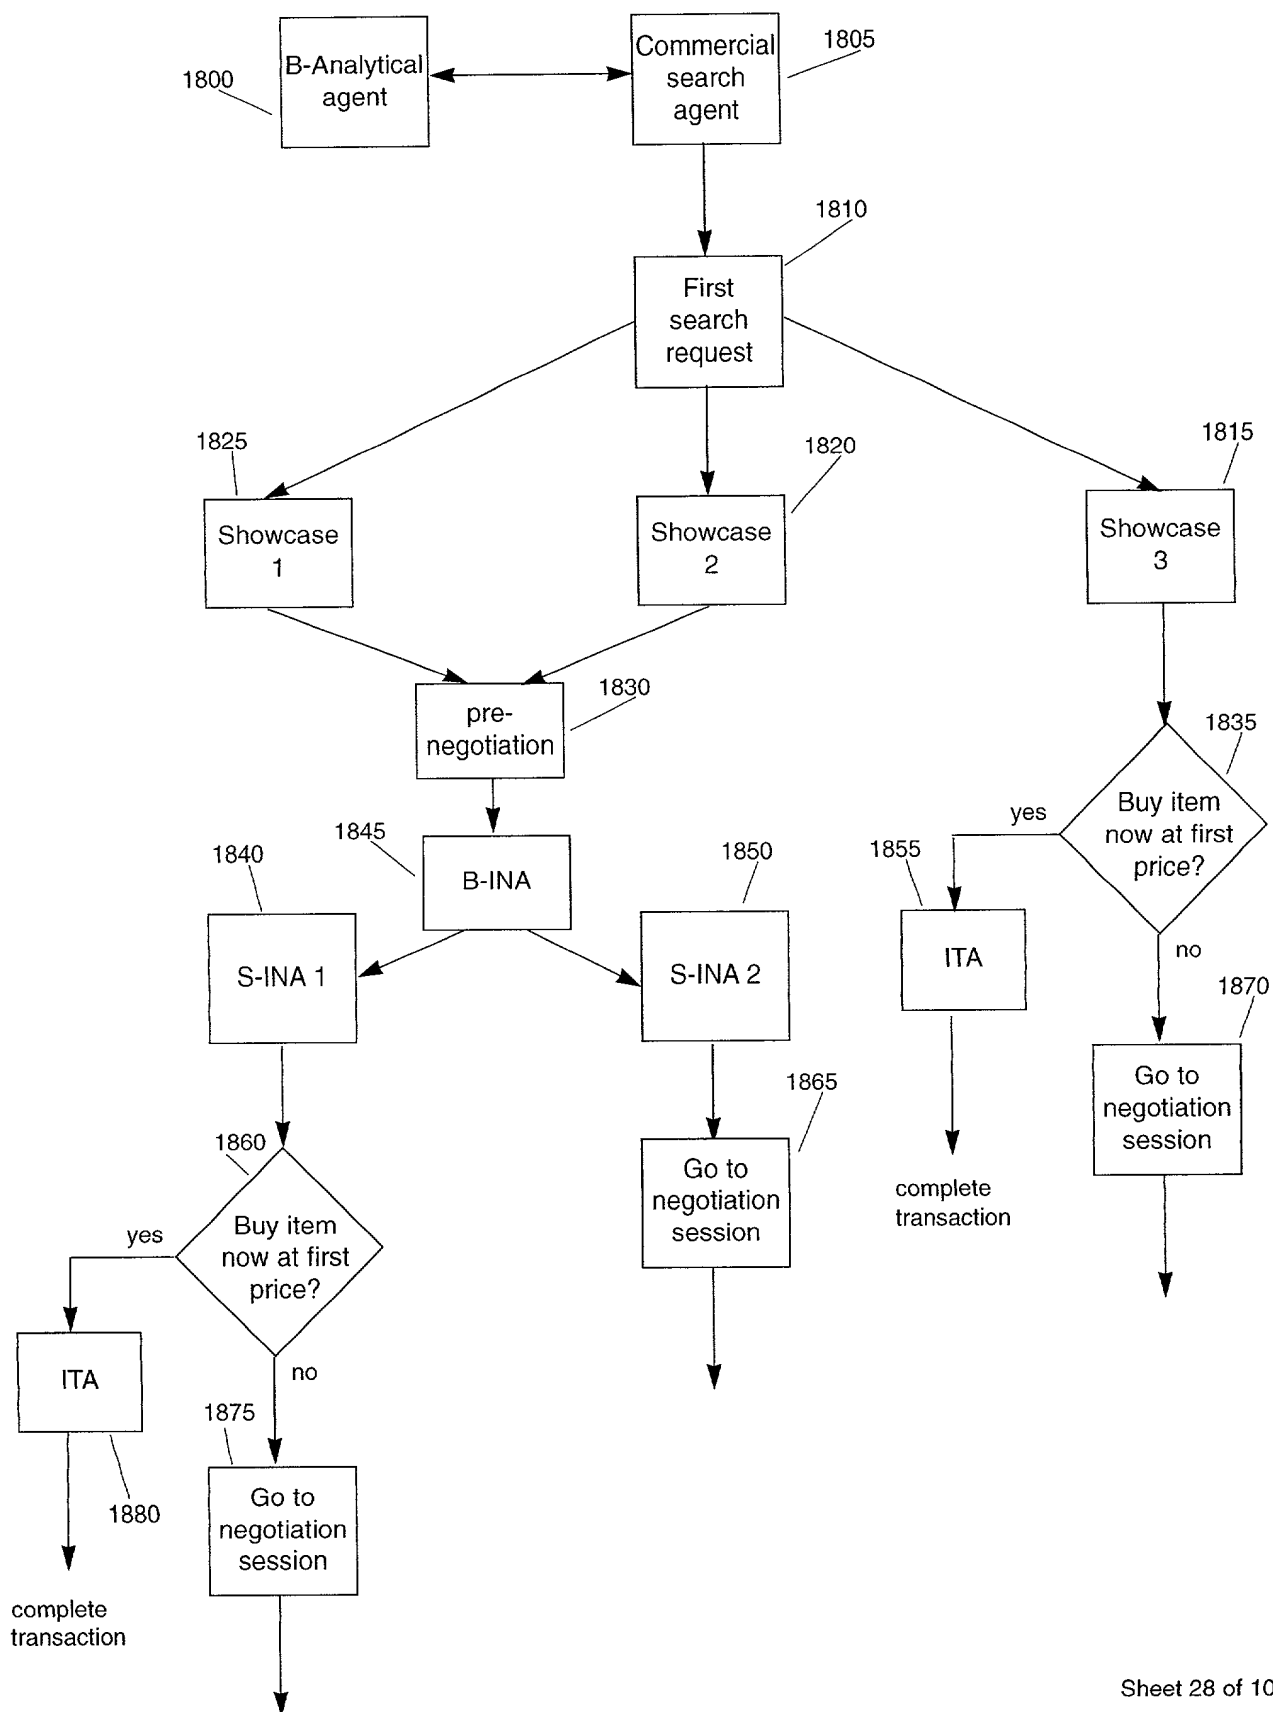 B-Analytical
agent
1800
Commercial
search
agent
1805
1810
First
search
request
1825
1820
1815
Showcase
1
Showcase
2
Showcase
3
1830
pre-
negotiation
1835
Buy item
now at first
price?
yes
no
1845
B-INA
1840
S-INA 1
1850
S-INA 2
1855
ITA
1870
Go to
negotiation
session
complete
transaction
1865
Go to
negotiation
session
1860
Buy item
now at first
price?
yes
no
ITA
1880
1875
Go to
negotiation
session
complete
transaction
Sheet 28 of 10